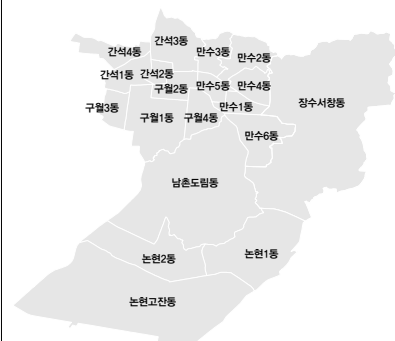 간석3동
간석4동
만수3동
만수2동
간석1동
간석2동
구월2동
만수5동
만수4동
구월3동
만수1동
장수서창동
구월1동
구월4동
만수6동
남촌도림동
논현2동
논현1동
논현고잔동